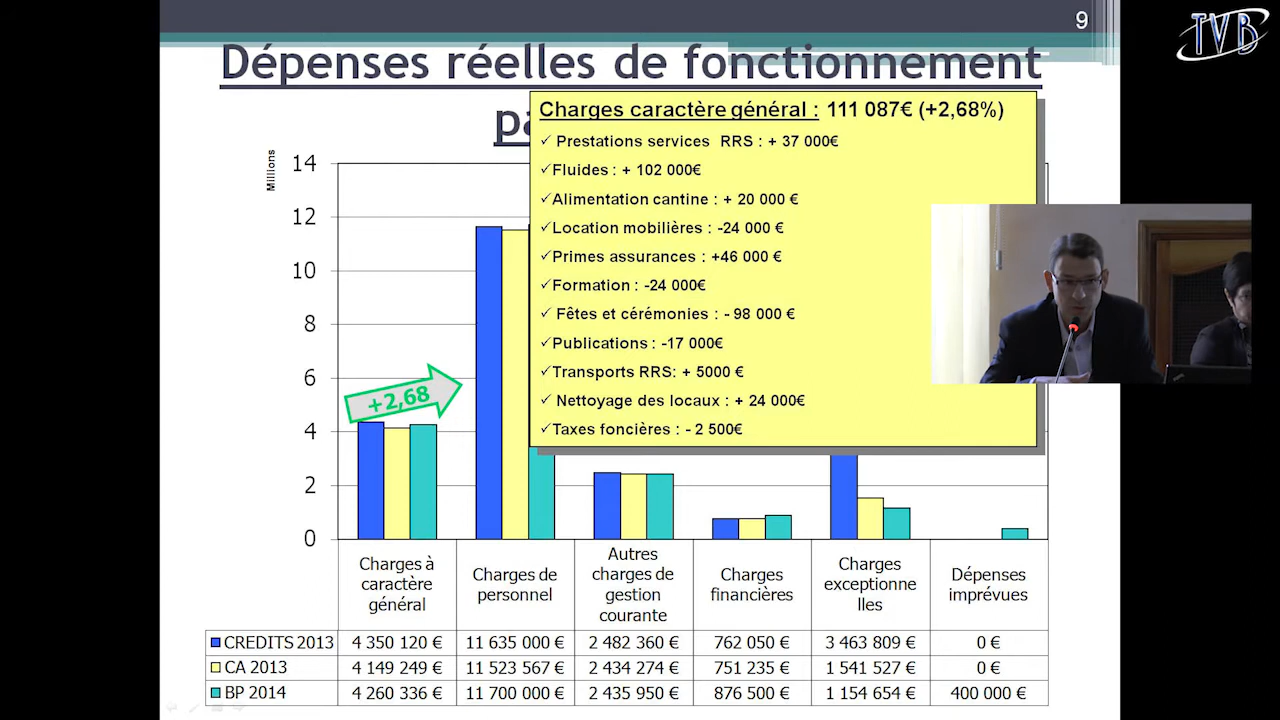 9
TVB
Dépenses réelles de fonctionnement
Charges caractère général : 111 087€ (+2,68%)
✓ Prestations services RRS : + 37 000€
✓Fluides : + 102 000€
✓Alimentation cantine : + 20 000 €
✓Location mobilières : -24 000 €
✓Primes assurances : +46 000 €
✓Formation : -24 000€
✓ Fêtes et cérémonies : - 98 000 €
✓Publications : -17 000€
✓Transports RRS: + 5000 €
✓ Nettoyage des locaux : + 24 000€
✓Taxes foncières : - 2 500€
Millions
14
12
10
8
6
4
2
0
+2,68
Charges à
caractère
général
Charges de
personnel
Autres
charges de
gestion
courante
Charges
financières
Charges
exceptionne
lles
Dépenses
imprévues
CREDITS 2013 4 350 120 € 11 635 000 € 2 482 360 € 762 050 € 3 463 809 € 0 €
CA 2013 4 149 249 € 11 523 567 € 2 434 274 € 751 235 € 1 541 527 € 0 €
BP 2014 4 260 336 € 11 700 000 € 2 435 950 € 876 500 € 1 154 654 € 400 000 €